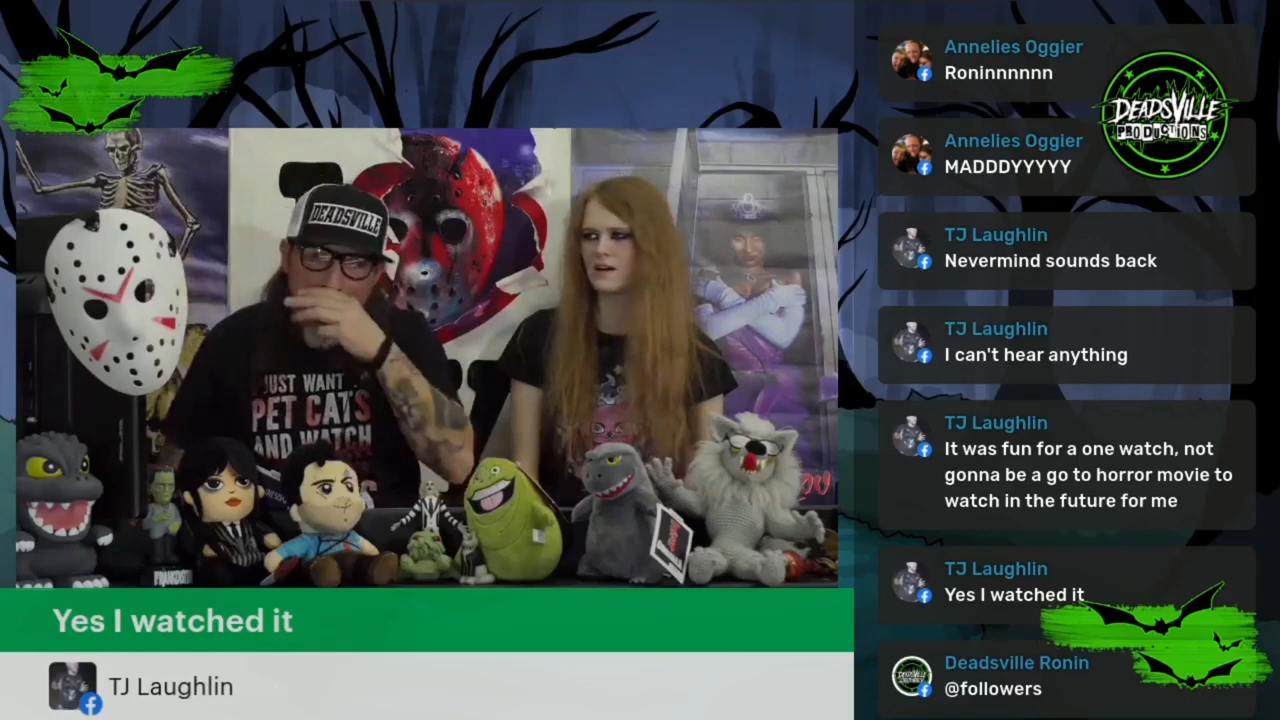 Annelies Oggier
Roninnnnnn
DEADSVILLE
PRODUCTIONS
Annelies Oggier
MADDDYYYYY
TJ Laughlin
Nevermind sounds back
TJ Laughlin
I can't hear anything
TJ Laughlin
It was fun for a one watch, not
gonna be a go to horror movie to
watch in the future for me
TJ Laughlin
Yes I watched it
Deadsville Ronin
@followers
DEADSVILLE
JUST WANT
PET CATS
AND WATCH
Yes I watched it
TJ Laughlin